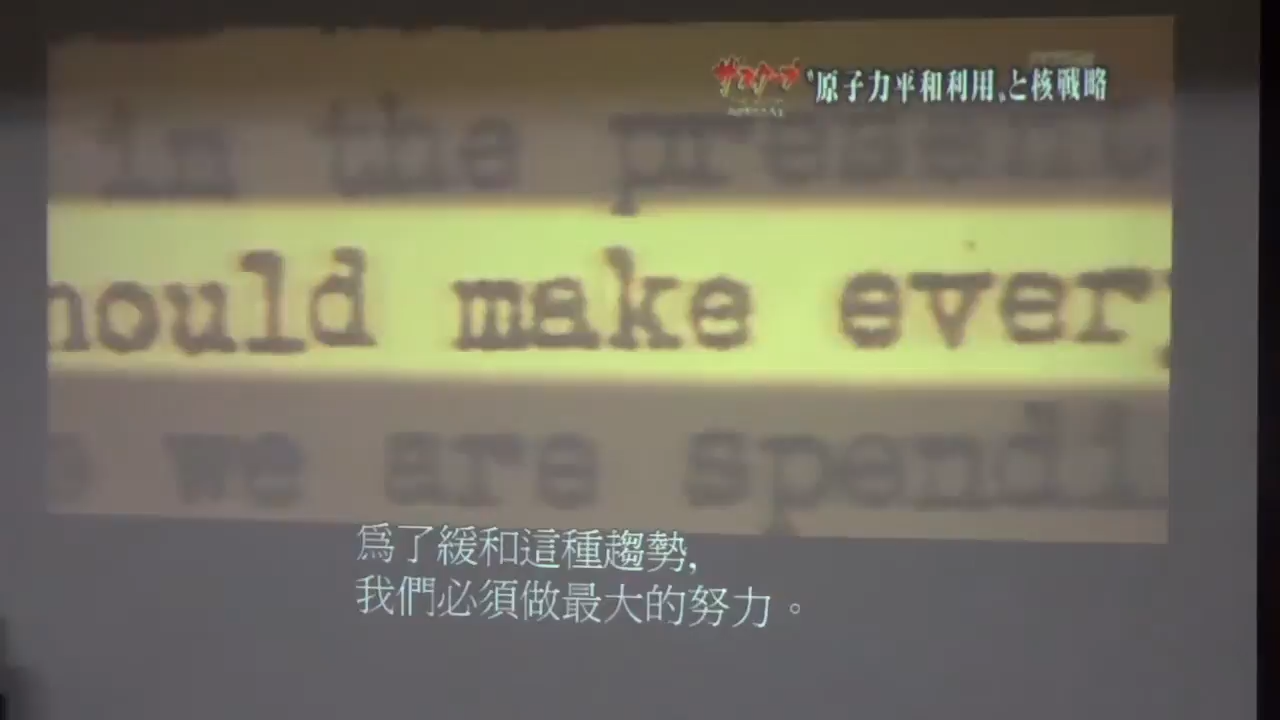 ザ・スクープ
SPECIAL
〝原子力平和利用〟と核戦略
in the present
hould make every
e we are spendi
為了緩和這種趨勢,
我們必須做最大的努力。